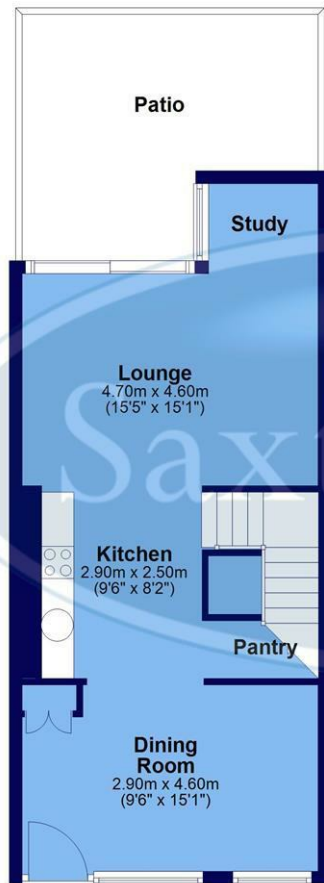 Patio
Study
Lounge
4.70m x 4.60m
(15'5" x 15'1")
Kitchen
2.90m x 2.50m
(9'6" x 8'2")
Pantry
Dining
Room
2.90m x 4.60m
(9'6" x 15'1")